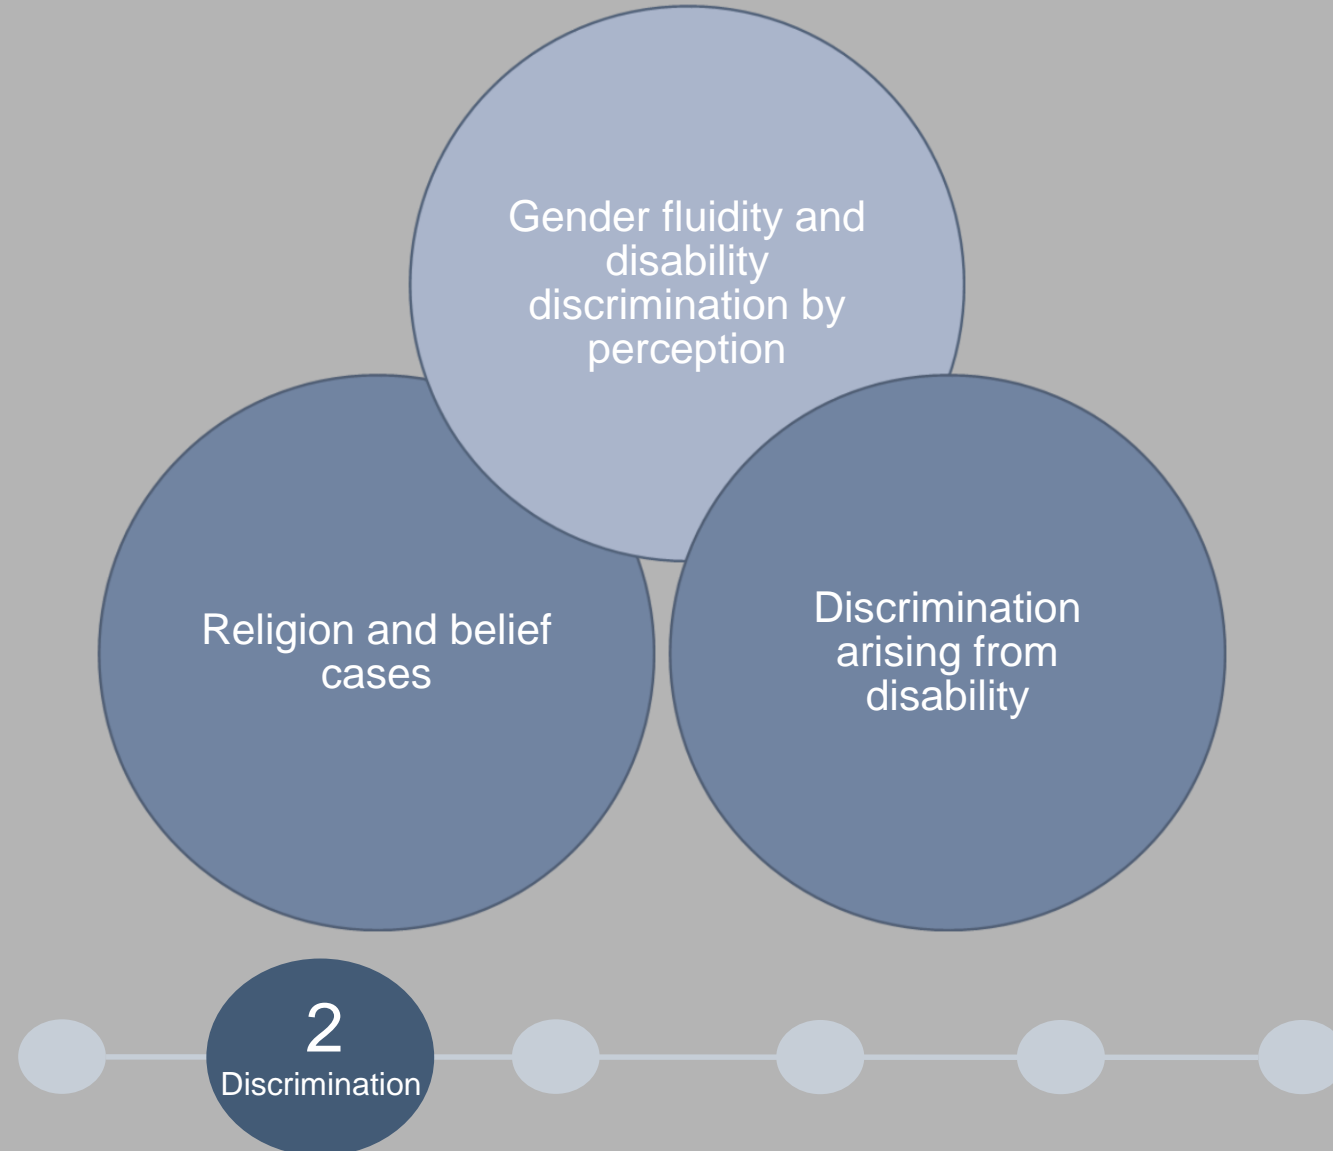 Gender fluidity and
disability
discrimination by
perception
Religion and belief
cases
Discrimination
arising from
disability
2
Discrimination